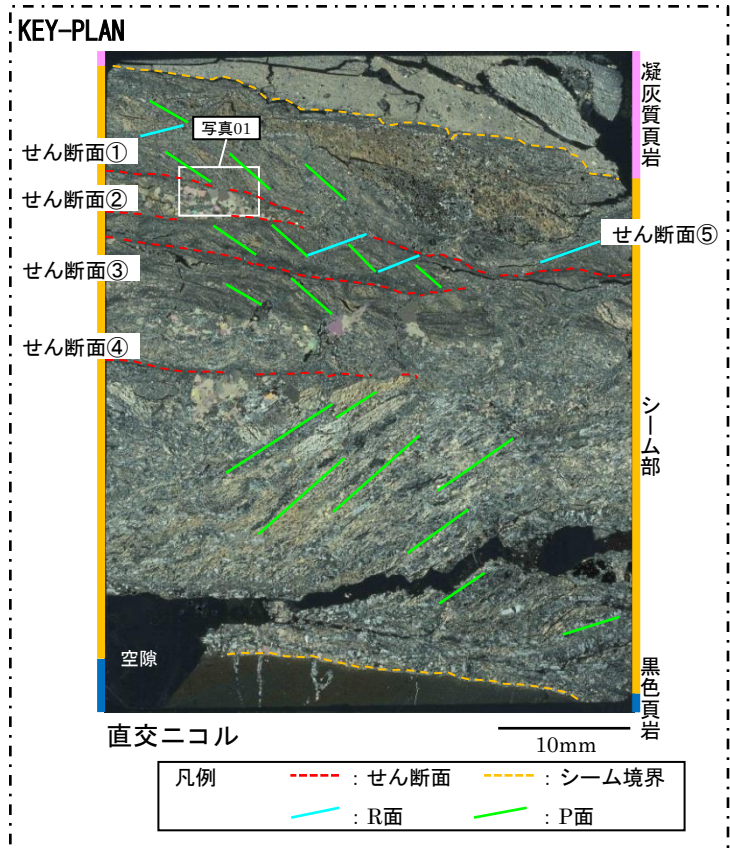 KEY-PLAN
凝灰質頁岩
写真01
せん断面①
せん断面②
せん断面⑤
せん断面③
せん断面④
シーム部
空隙
黒色頁岩
直交ニコル
10mm
凡例 : せん断面 : シーム境界
: R面 : P面